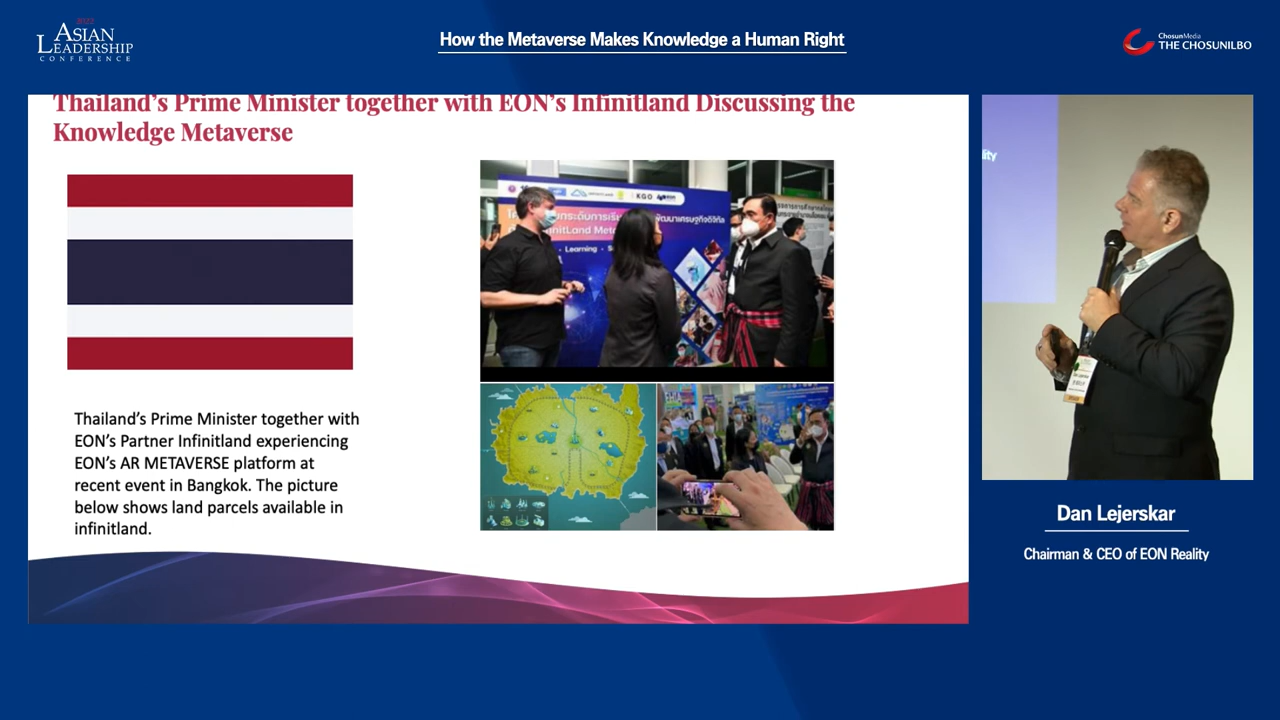 2022
ASIAN
LEADERSHIP
CONFERENCE
How the Metaverse Makes Knowledge a Human Right
ChosunMedia
THE CHOSUNILBO
Thailand's Prime Minister together with EON's Infinitland Discussing the
Knowledge Metaverse
KGO
Learning
Thailand's Prime Minister together with
EON's Partner Infinitland experiencing
EON's AR METAVERSE platform at
recent event in Bangkok. The picture
below shows land parcels available in
infinitland.
Dan Lejerskar
Chairman & CEO of EON Reality